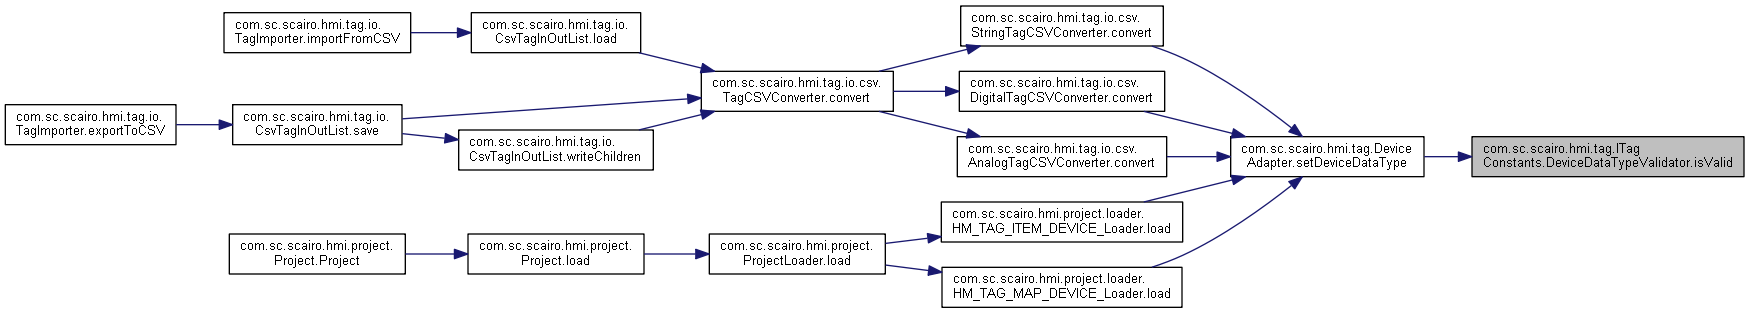 com.sc.scairo.hmi.tag.io.
TagImporter.importFromCSV
com.sc.scairo.hmi.tag.io.
CsvTagInOutList.load
com.sc.scairo.hmi.tag.io.csv.
StringTagCSVConverter.convert
com.sc.scairo.hmi.tag.io.csv.
TagCSVConverter.convert
com.sc.scairo.hmi.tag.io.csv.
DigitalTagCSVConverter.convert
com.sc.scairo.hmi.tag.io.
TagImporter.exportToCSV
com.sc.scairo.hmi.tag.io.
CsvTagInOutList.save
com.sc.scairo.hmi.tag.io.
CsvTagInOutList.writeChildren
com.sc.scairo.hmi.tag.io.csv.
AnalogTagCSVConverter.convert
com.sc.scairo.hmi.tag.Device
Adapter.setDeviceDataType
com.sc.scairo.hmi.tag.ITag
Constants.DeviceDataTypeValidator.isValid
com.sc.scairo.hmi.project.loader.
HM_TAG_ITEM_DEVICE_Loader.load
com.sc.scairo.hmi.project.
Project.Project
com.sc.scairo.hmi.project.
Project.load
com.sc.scairo.hmi.project.
ProjectLoader.load
com.sc.scairo.hmi.project.loader.
HM_TAG_MAP_DEVICE_Loader.load